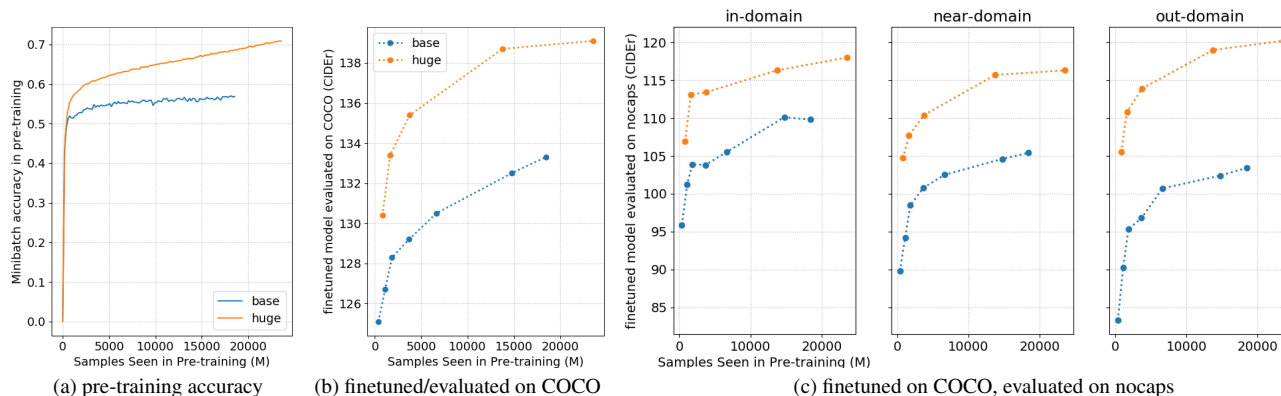 in-domain
near-domain
out-domain
Minibatch accuracy in pre-training
0.7
0.6
0.5
0.4
0.3
0.2
0.1
0.0
base
huge
0
5000
10000
15000
20000
Samples Seen in Pre-training (M)
(a) pre-training accuracy
finetuned model evaluated on COCO (CIDEr)
138
136
134
132
130
128
126
base
huge
0
5000
10000
15000
20000
Samples Seen in Pre-training (M)
(b) finetuned/evaluated on COCO
finetuned model evaluated on nocaps (CIDEr)
120
115
110
105
100
95
90
85
0
10000
20000
Samples Seen in Pre-training (M)
0
10000
20000
0
10000
20000
(c) finetuned on COCO, evaluated on nocaps